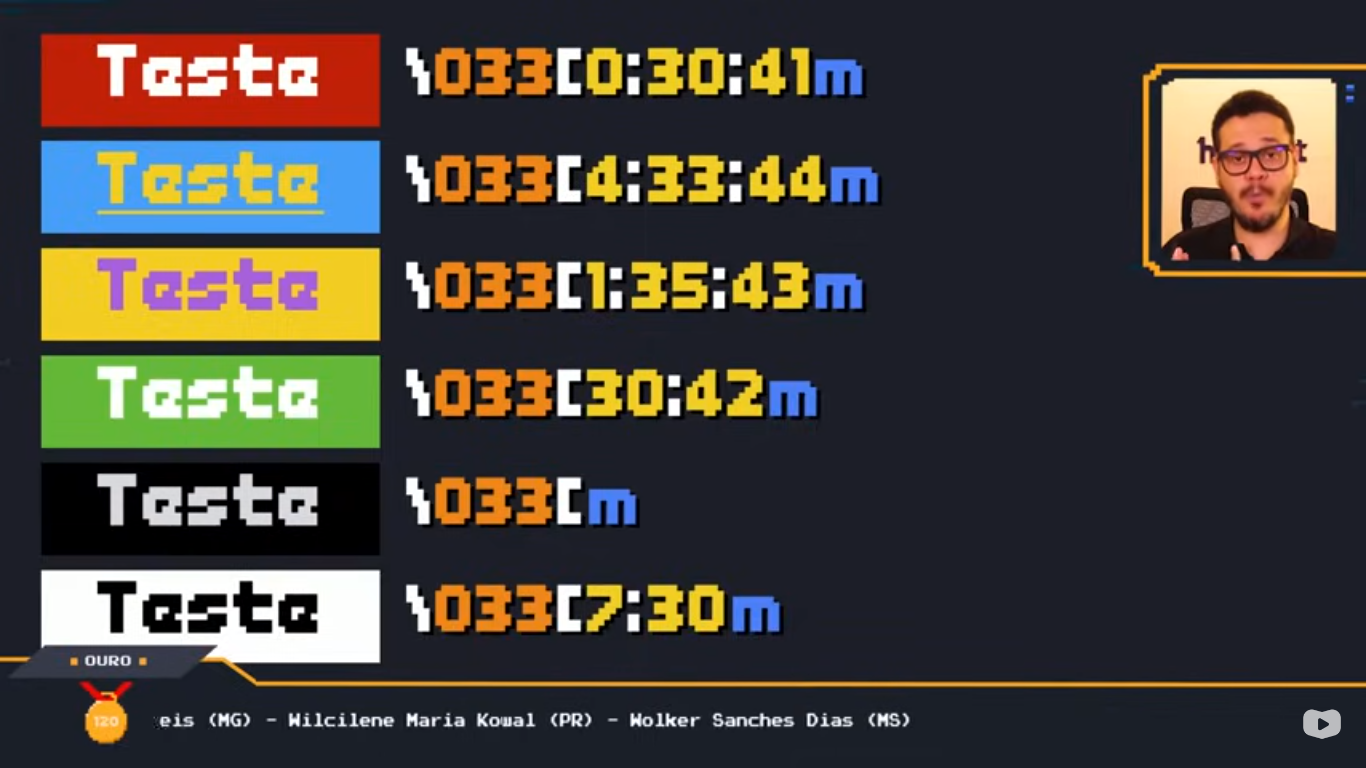 Teste \033[0:30:41m
Teste \033[4:33:44m
Teste \033[1:35:43m
Teste \033[30:42m
Teste \033[m
Teste \033[7:30m
OURO
120 eis (MG) - Wilcilene Maria Kowal (PR) - Wolker Sanches Dias (MS)